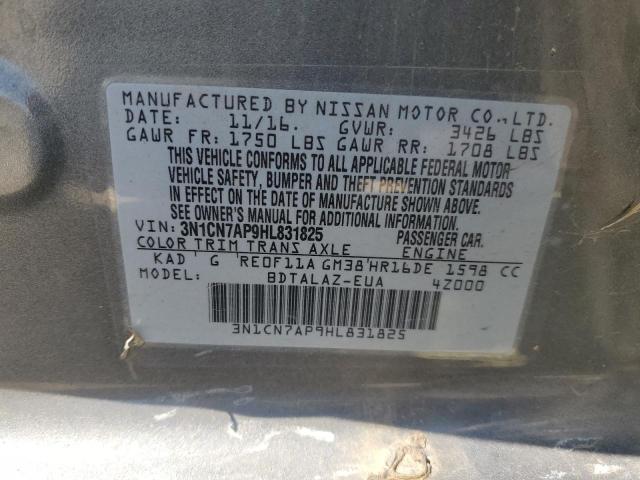 MANUFACTURED BY NISSAN MOTOR CO., LTD.
DATE: 11/16. GVWR: 3426 LBS
GAWR FR: 1750 LBS GAWR RR: 1708 LBS
THIS VEHICLE CONFORMS TO ALL APPLICABLE FEDERAL MOTOR
VEHICLE SAFETY, BUMPER AND THEFT PREVENTION STANDARDS
IN EFFECT ON THE DATE OF MANUFACTURE SHOWN ABOVE.
SEE OWNER'S MANUAL FOR ADDITIONAL INFORMATION.
VIN: 3N1CN7AP9HL831825 PASSENGER CAR.
COLOR TRIM TRANS AXLE ENGINE
KAD G RE0F11A GM38 HR16DE 1598 CC
MODEL: BDTALAZ-EUA 4Z000
3N1CN7AP9HL831825